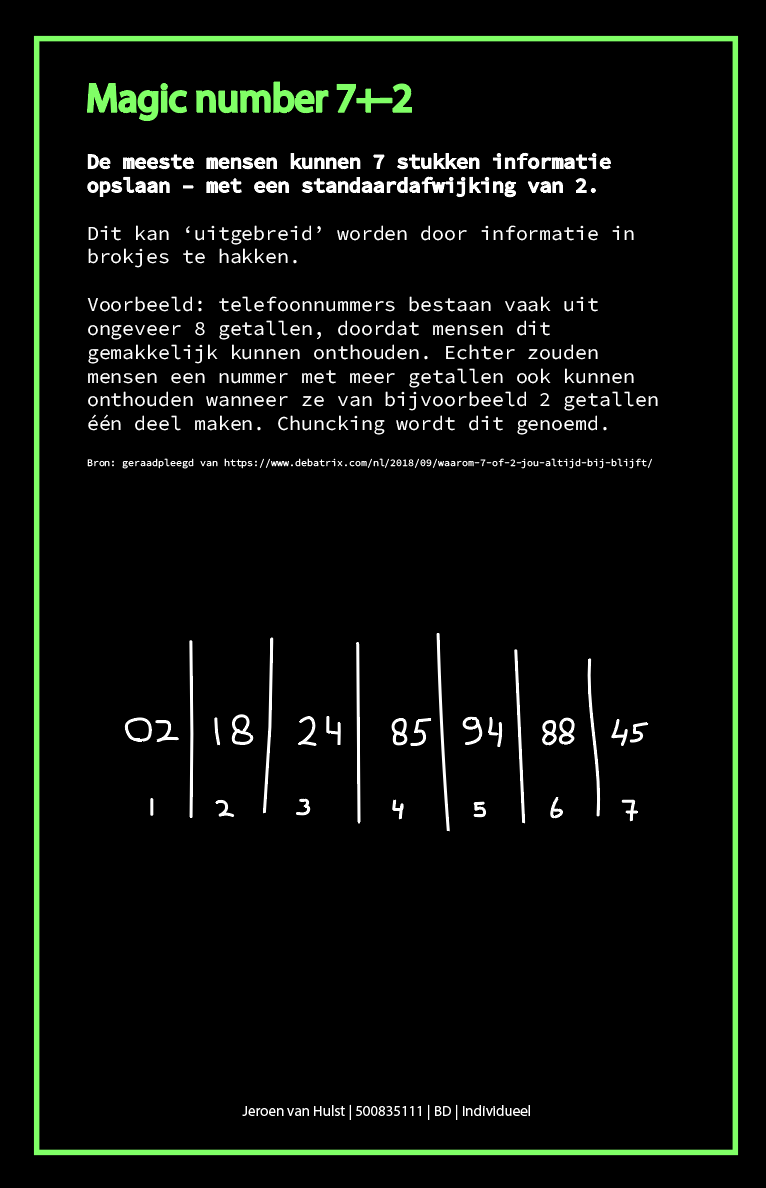 Magic number 7+-2
De meeste mensen kunnen 7 stukken informatie
opslaan – met een standaardafwijking van 2.
Dit kan ‘uitgebreid’ worden door informatie in
brokjes te hakken.
Voorbeeld: telefoonnummers bestaan vaak uit
ongeveer 8 getallen, doordat mensen dit
gemakkelijk kunnen onthouden. Echter zouden
mensen een nummer met meer getallen ook kunnen
onthouden wanneer ze van bijvoorbeeld 2 getallen
één deel maken. Chuncking wordt dit genoemd.
Bron: geraadpleegd van https://www.debatrix.com/nl/2018/09/waarom-7-of-2-jou-altijd-bij-blijft/
02 18 24 85 94 88 45
1 2 3 4 5 6 7
Jeroen van Hulst | 500835111 | BD | Individueel